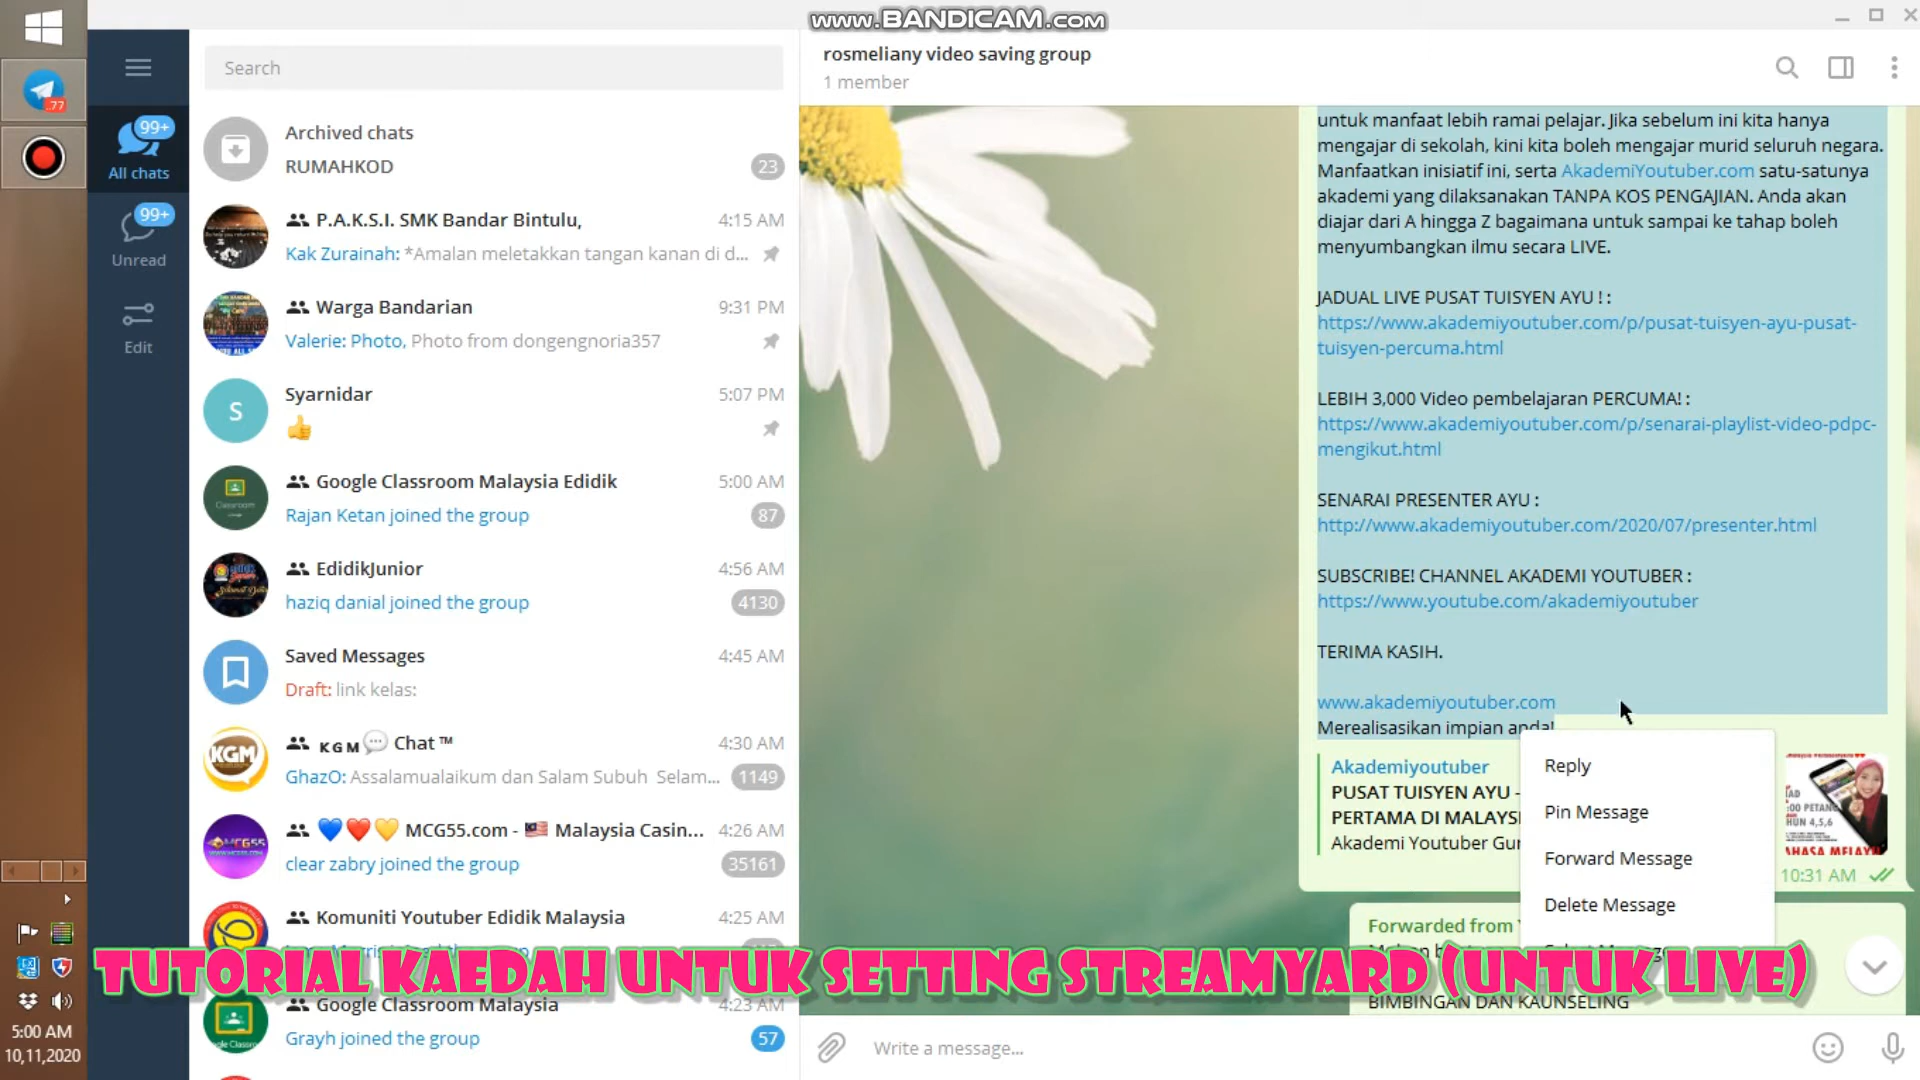 www.BANDICAM.com
Search
Archived chats
RUMAHKOD
23
P.A.K.S.I. SMK Bandar Bintulu,
4:15 AM
Kak Zurainah: *Amalan meletakkan tangan kanan di d...
Warga Bandarian
9:31 PM
Valerie: Photo, Photo from dongengnoria357
Syarnidar
5:07 PM
S
👍
Google Classroom Malaysia Edidik
5:00 AM
Rajan Ketan joined the group
87
EdidikJunior
4:56 AM
haziq danial joined the group
4130
Saved Messages
4:45 AM
Draft: link kelas:
KGM💬 Chat ™
4:30 AM
GhazO: Assalamualaikum dan Salam Subuh Selam...
1149
💙❤️💛 MCG55.com - 🇲🇾 Malaysia Casin...
4:26 AM
clear zabry joined the group
35161
Komuniti Youtuber Edidik Malaysia
4:25 AM
Google Classroom Malaysia
4:23 AM
Grayh joined the group
57
99+
All chats
99+
Unread
Edit
..77
5:00 AM
10,11,2020
rosmeliany video saving group
1 member
untuk manfaat lebih ramai pelajar. Jika sebelum ini kita hanya
mengajar di sekolah, kini kita boleh mengajar murid seluruh negara.
Manfaatkan inisiatif ini, serta AkademiYoutuber.com satu-satunya
akademi yang dilaksanakan TANPA KOS PENGAJIAN. Anda akan
diajar dari A hingga Z bagaimana untuk sampai ke tahap boleh
menyumbangkan ilmu secara LIVE.
JADUAL LIVE PUSAT TUISYEN AYU ! :
https://www.akademiyoutuber.com/p/pusat-tuisyen-ayu-pusat-
tuisyen-percuma.html
LEBIH 3,000 Video pembelajaran PERCUMA! :
https://www.akademiyoutuber.com/p/senarai-playlist-video-pdpc-
mengikut.html
SENARAI PRESENTER AYU :
http://www.akademiyoutuber.com/2020/07/presenter.html
SUBSCRIBE! CHANNEL AKADEMI YOUTUBER :
https://www.youtube.com/akademiyoutuber
TERIMA KASIH.
www.akademiyoutuber.com
Merealisasikan impian anda!
Akademiyoutuber
PUSAT TUISYEN AYU -
PERTAMA DI MALAYSI
Akademi Youtuber Gur
10:31 AM
Reply
Pin Message
Forward Message
Delete Message
Forwarded from
BIMBINGAN DAN KAUNSELING
TUTORIAL KAEDAH UNTUK SETTING STREAMYARD (UNTUK LIVE)
Write a message...